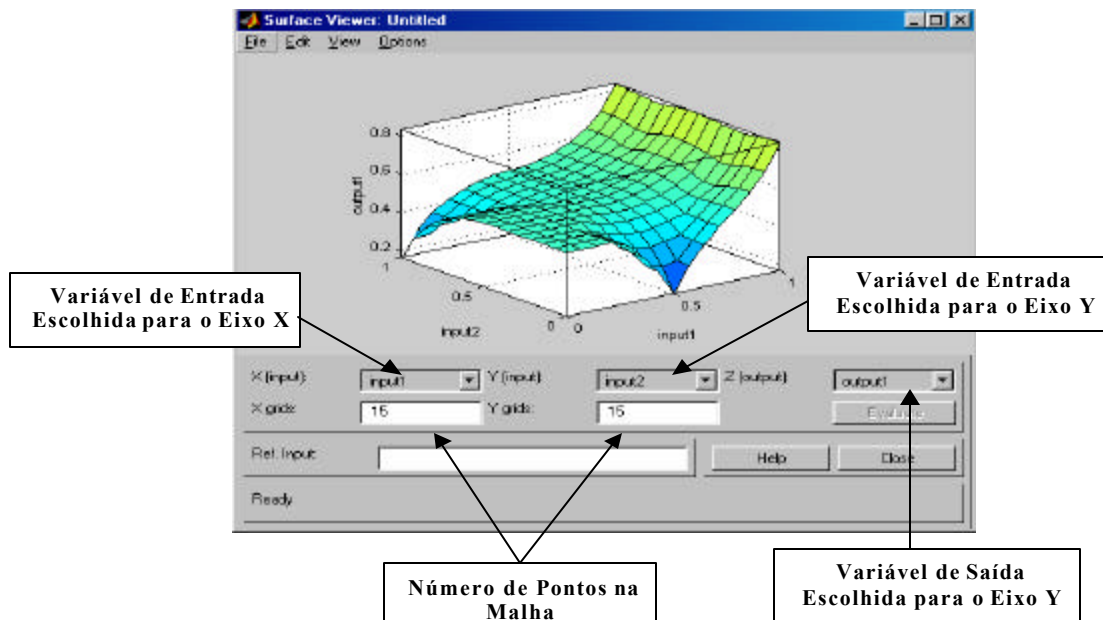 Surface Viewer: Untitled
File Edit View Options
0.8
0.6
0.4
0.2
output1
1
0.5
0
input2
0
0.5
1
input1
Variável de Entrada
Escolhida para o Eixo X
Variável de Entrada
Escolhida para o Eixo Y
X (input): input1 Y (input): input2 Z (output): output1
X grids: 15 Y grids: 15 Evaluate
Ref. Input: Help Close
Ready
Número de Pontos na
Malha
Variável de Saída
Escolhida para o Eixo Y